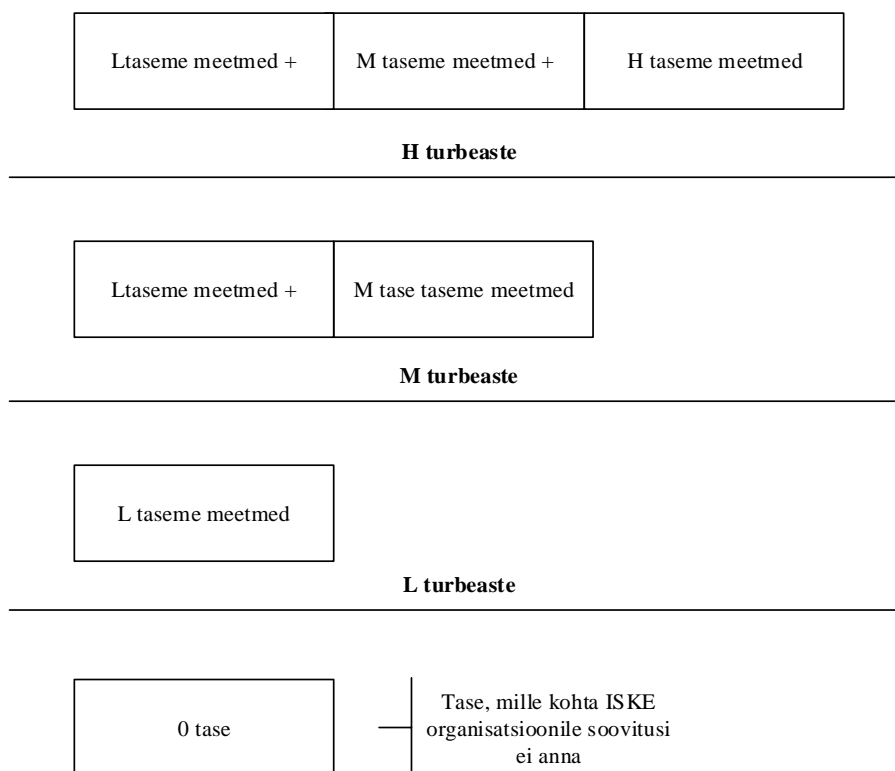 Ltaseme meetmed +
M taseme meetmed +
H taseme meetmed
H turbeaste
Ltaseme meetmed +
M tase taseme meetmed
M turbeaste
L taseme meetmed
L turbeaste
0 tase
Tase, mille kohta ISKE
organisatsioonile soovitusi
ei anna